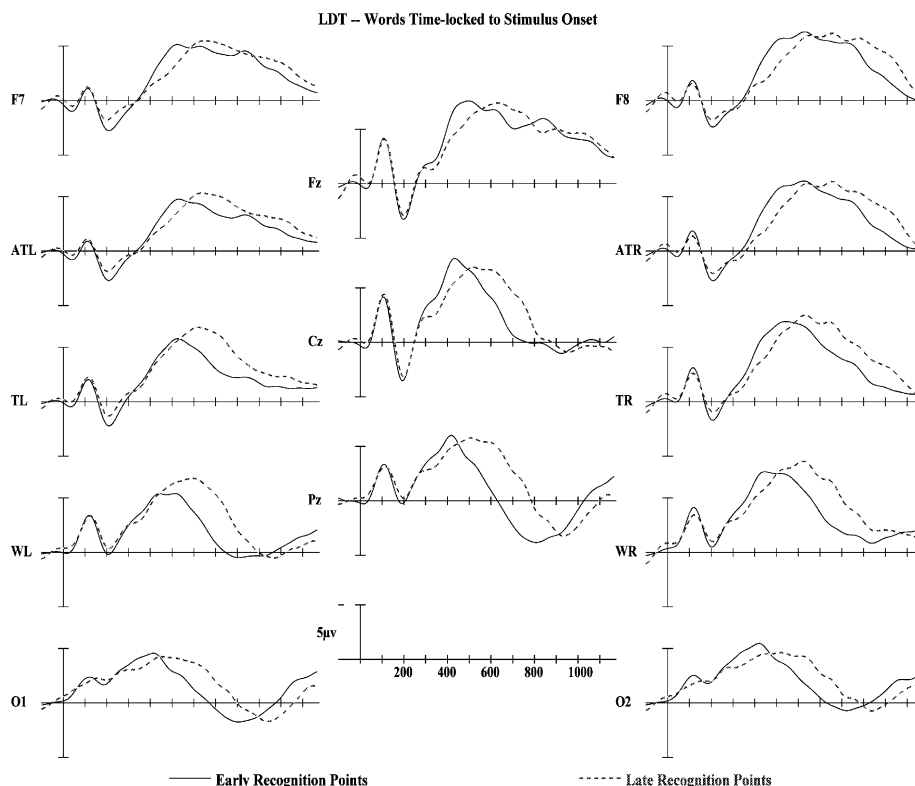 LDT -- Words Time-locked to Stimulus Onset
F7
F8
Fz
ATL
ATR
Cz
TL
TR
Pz
WL
WR
5μv
200 400 600 800 1000
O1
O2
Early Recognition Points
Late Recognition Points